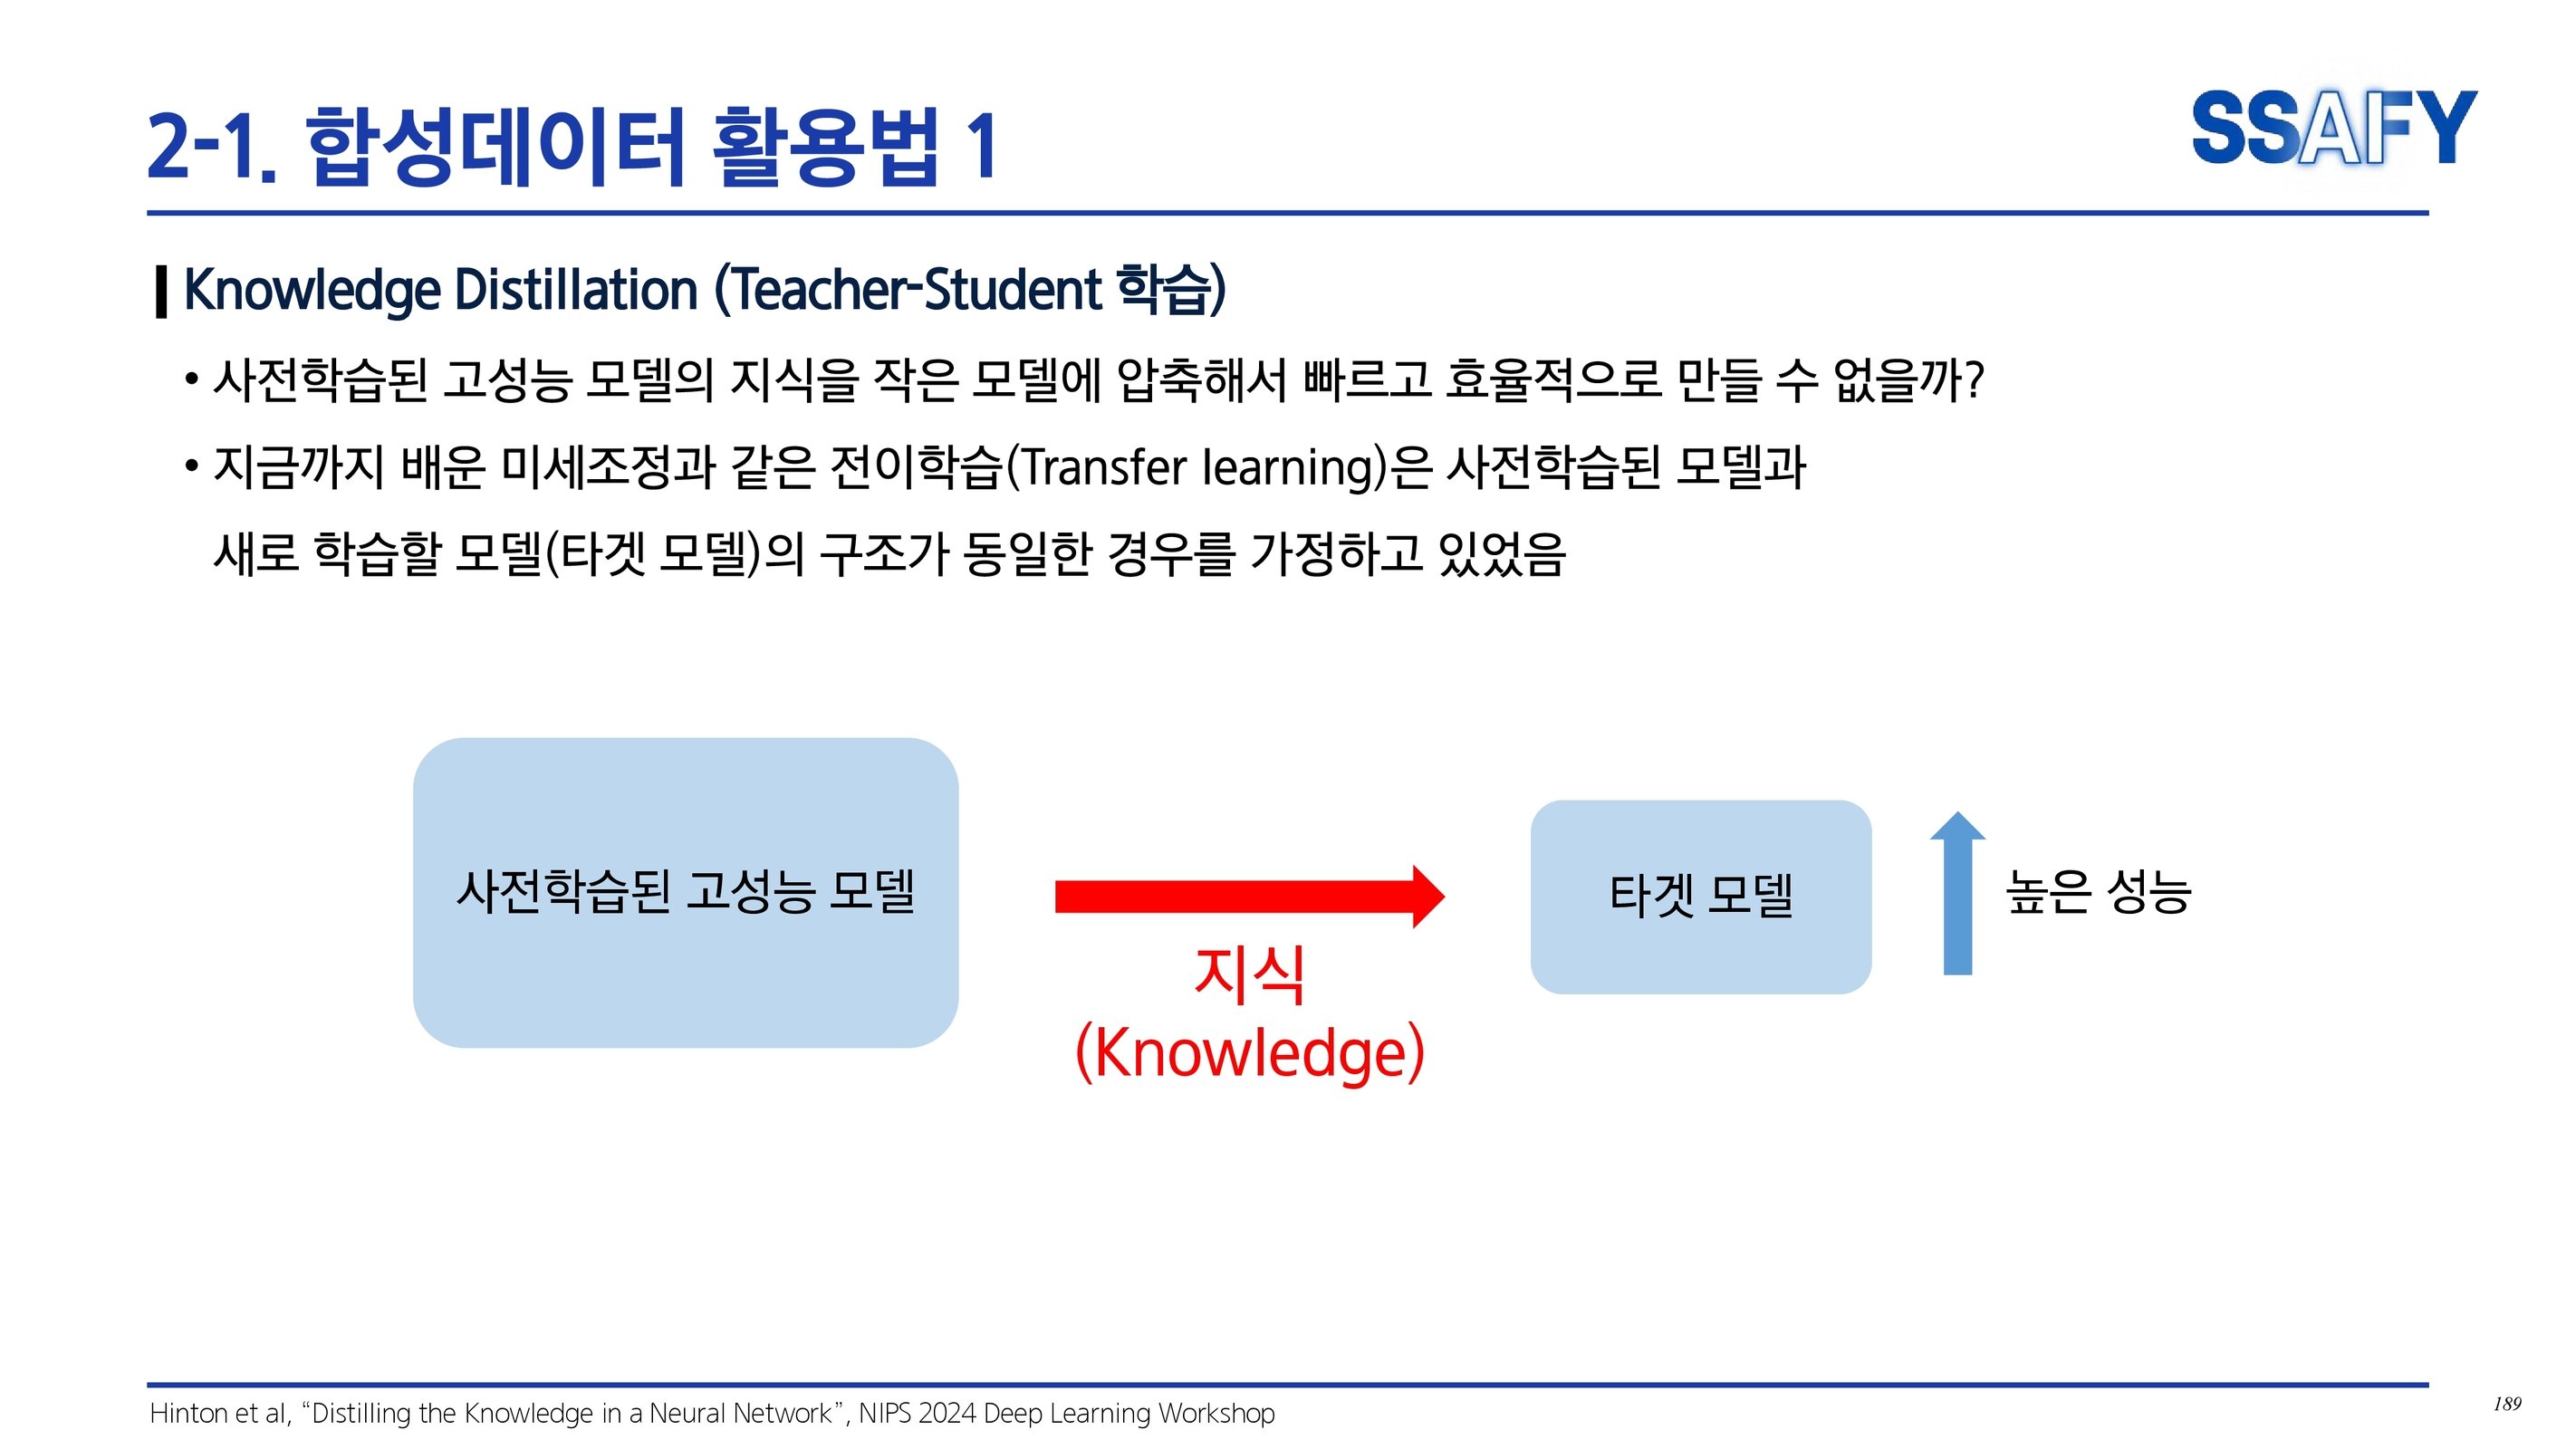 2-1. 합성데이터 활용법 1
SSAFY
Knowledge Distillation (Teacher-Student 학습)
• 사전학습된 고성능 모델의 지식을 작은 모델에 압축해서 빠르고 효율적으로 만들 수 없을까?
• 지금까지 배운 미세조정과 같은 전이학습(Transfer learning)은 사전학습된 모델과
새로 학습할 모델(타겟 모델)의 구조가 동일한 경우를 가정하고 있었음
사전학습된 고성능 모델
지식
(Knowledge)
타겟 모델
높은 성능
Hinton et al, “Distilling the Knowledge in a Neural Network”, NIPS 2024 Deep Learning Workshop
189